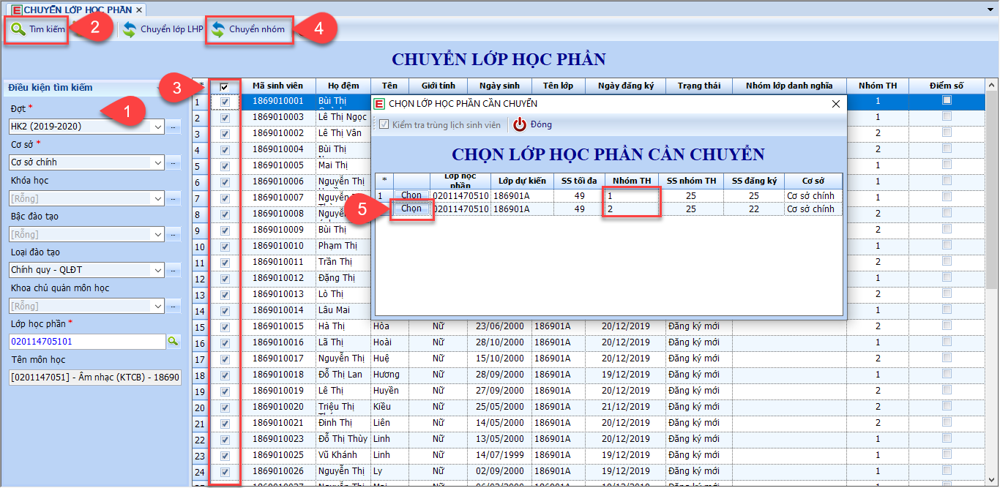 CHUYỂN LỚP HỌC PHẦN ×
Tìm kiếm 2 Chuyển lớp LHP Chuyển nhóm 4
CHUYỂN LỚP HỌC PHẦN
Điều kiện tìm kiếm
1
Đợt *
HK2 (2019-2020)
Cơ sở *
Cơ sở chính
Khóa học
[Rỗng]
Bậc đào tạo
[Rỗng]
Loại đào tạo
Chính quy - QLĐT
Khoa chủ quản môn học
[Rỗng]
Lớp học phần *
020114705101
Tên môn học
[0201147051] - Âm nhạc (KTCB) - 18690
3
* Mã sinh viên Họ đệm Tên Giới tính Ngày sinh Tên lớp Ngày đăng ký Trạng thái Nhóm lớp danh nghĩa Nhóm TH Điểm số
1 1869010001 Bùi Thị 1
2 1869010003 Lê Thị Ngọc 1
3 1869010002 Lê Thị Vân 2
4 1869010004 Bùi Thị 2
5 1869010005 Mai Thị 1
6 1869010006 Nguyễn Thị 1
7 1869010007 2
8 1869010008 2
9 1869010009 Bùi Thị 2
10 1869010010 Phạm Thị 1
11 1869010011 Trần Thị 2
12 1869010012 Đặng Thị 1
13 1869010013 Lò Thị 2
14 1869010014 Lâu Mai 1
15 1869010015 Hà Thị Hòa Nữ 23/06/2000 186901A 20/12/2019 Đăng ký mới 2
16 1869010016 Lã Thị Hoài Nữ 28/10/2000 186901A 20/12/2019 Đăng ký mới 1
17 1869010017 Nguyễn Thị Huệ Nữ 15/10/2000 186901A 20/12/2019 Đăng ký mới 2
18 1869010018 Đỗ Thị Lan Hương Nữ 28/09/2000 186901A 19/12/2019 Đăng ký mới 1
19 1869010019 Lê Thị Huyền Nữ 27/09/2000 186901A 20/12/2019 Đăng ký mới 2
20 1869010020 Triệu Thị Kiều Nữ 25/05/2000 186901A 21/12/2019 Đăng ký mới 2
21 1869010021 Đinh Thị Liên Nữ 14/05/2000 186901A 20/12/2019 Đăng ký mới 2
22 1869010023 Đỗ Thị Thùy Linh Nữ 13/05/2000 186901A 20/12/2019 Đăng ký mới 1
23 1869010025 Vũ Khánh Linh Nữ 14/07/1999 186901A 19/12/2019 Đăng ký mới 1
24 1869010026 Nguyễn Thị Ly Nữ 02/09/2000 186901A 19/12/2019 Đăng ký mới 1
CHỌN LỚP HỌC PHẦN CẦN CHUYỂN
Kiểm tra trùng lịch sinh viên Đóng
CHỌN LỚP HỌC PHẦN CẦN CHUYỂN
* Lớp học phần Lớp dự kiến SS tối đa Nhóm TH SS nhóm TH SS đăng ký Cơ sở
1 Chọn 02011470510 186901A 49 1 25 25 Cơ sở chính
5 Chọn 02011470510 186901A 49 2 25 22 Cơ sở chính